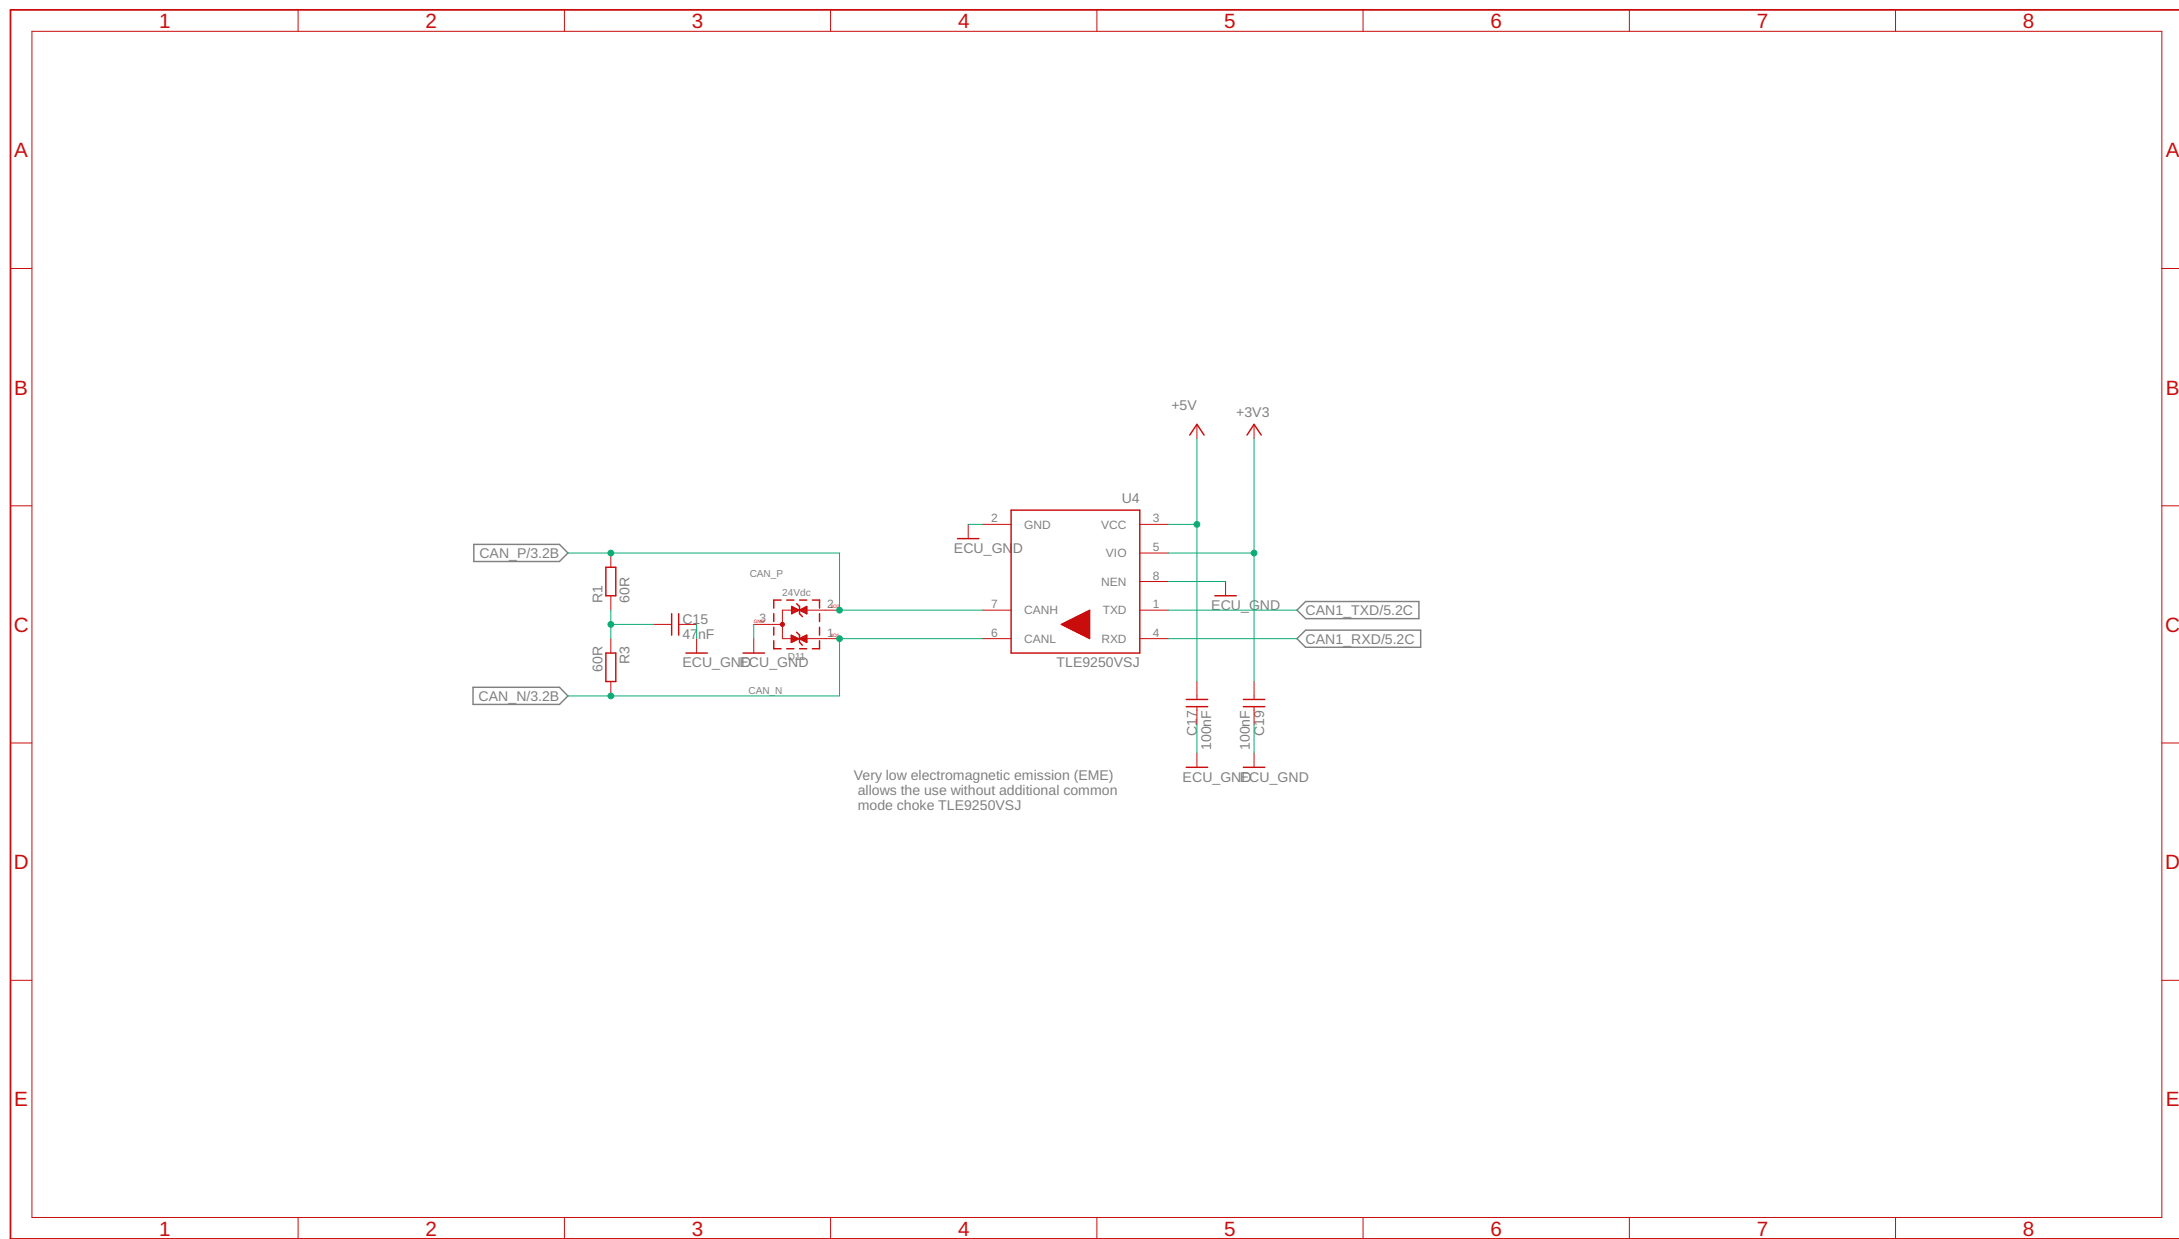 1 2 3 4 5 6 7 8
A A
B B
+5V
+3V3
U4
2 GND VCC 3
ECU_GND
CAN_P/3.2B
VIO 5
CAN_P
NEN 8
ECU_GND
R1
60R
24Vdc
2
7 CANH TXD 1
CAN1_TXD/5.2C
C C
C15
47nF
3
1
6 CANL RXD 4
CAN1_RXD/5.2C
60R
R3
ECU_GND
ECU_GND
D11
TLE9250VSJ
CAN_N/3.2B
CAN_N
C17
100nF
100nF
C19
ECU_GND
ECU_GND
Very low electromagnetic emission (EME)
allows the use without additional common
mode choke TLE9250VSJ
D D
E E
1 2 3 4 5 6 7 8